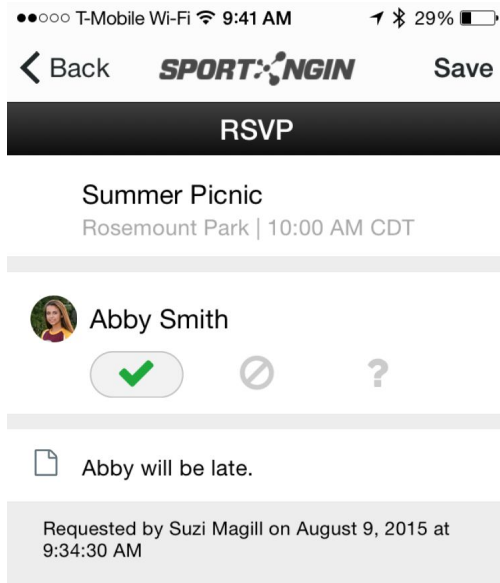 T-Mobile Wi-Fi 9:41 AM 29%
Back SPORT NGIN Save
RSVP
Summer Picnic
Rosemount Park | 10:00 AM CDT
Abby Smith
?
Abby will be late.
Requested by Suzi Magill on August 9, 2015 at
9:34:30 AM